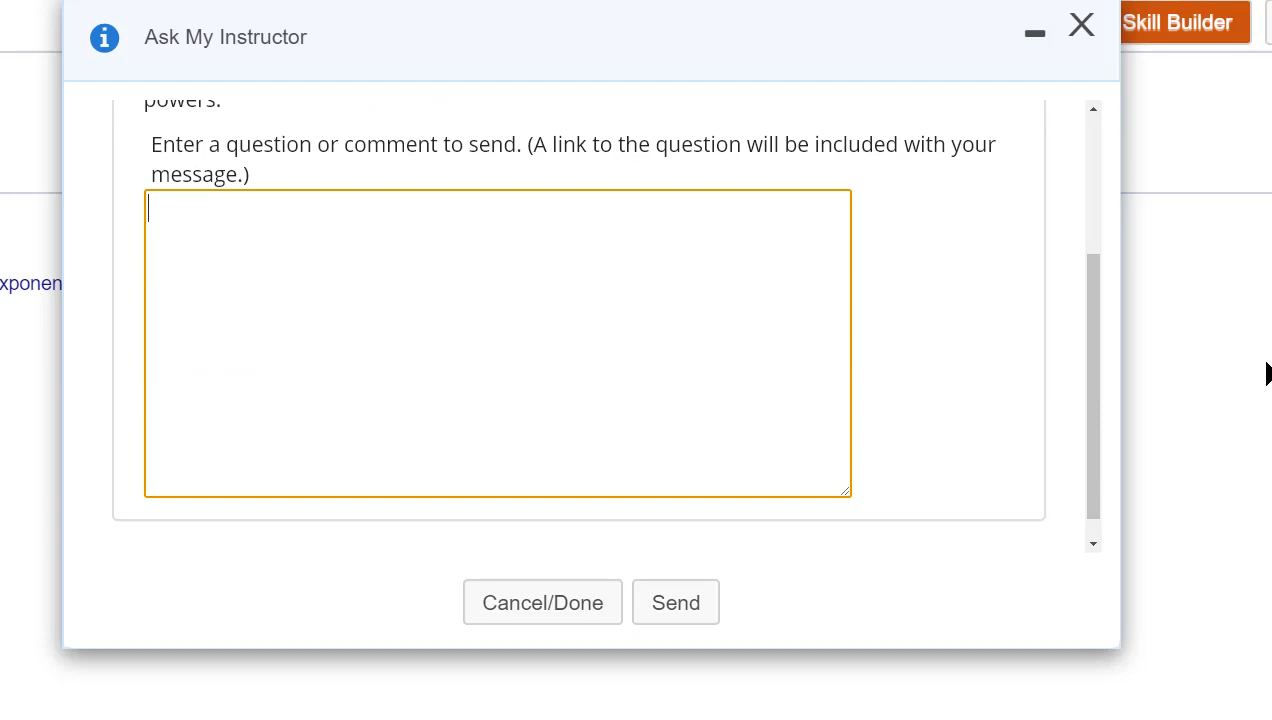 Skill Builder
Ask My Instructor
powers.
Enter a question or comment to send. (A link to the question will be included with your
message.)
xponen
Cancel/Done
Send